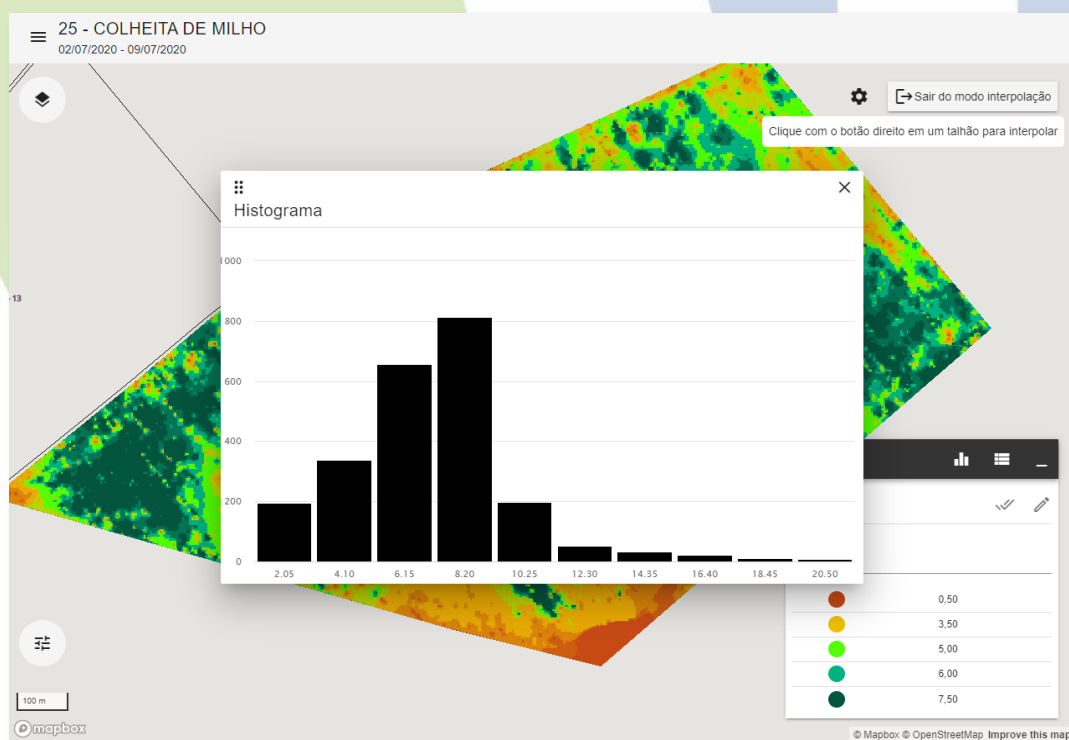 25 - COLHEITA DE MILHO
02/07/2020 - 09/07/2020
Sair do modo interpolação
Clique com o botão direito em um talhão para interpolar
Histograma
1000
800
600
400
200
0
2.05 4.10 6.15 8.20 10.25 12.30 14.35 16.40 18.45 20.50
13
0,50
3,50
5,00
6,00
7,50
100 m
mapbox
© Mapbox © OpenStreetMap Improve this map